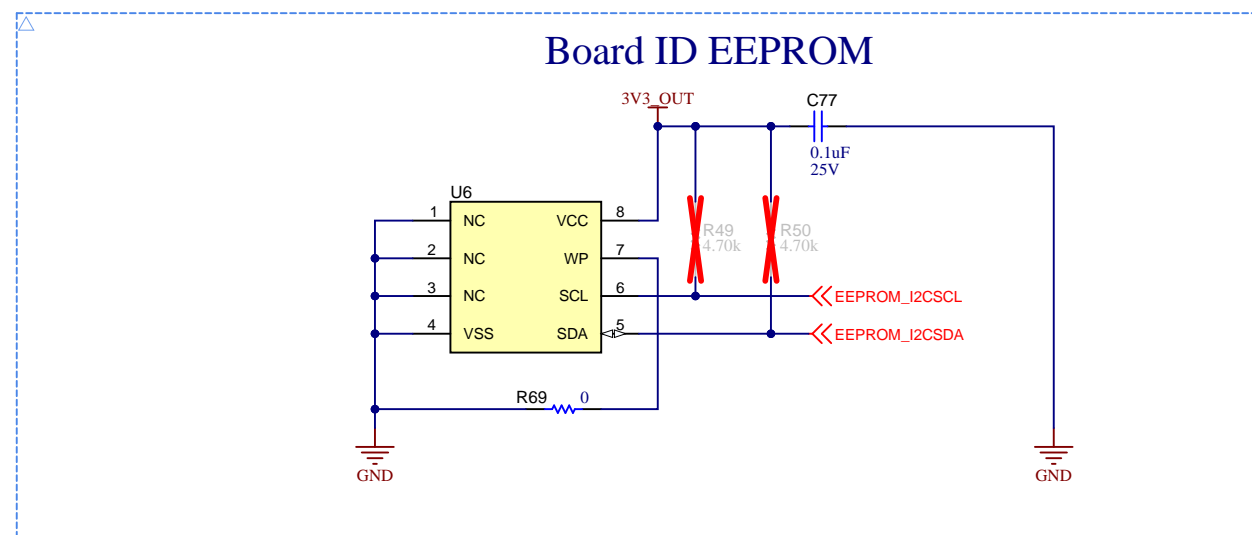 Board ID EEPROM
3V3_OUT
C77
0.1uF
25V
U6
1 NC VCC 8
2 NC WP 7
3 NC SCL 6
4 VSS SDA 5
R49
4.70k
R50
4.70k
EEPROM_I2CSCL
EEPROM_I2CSDA
R69 0
GND
GND